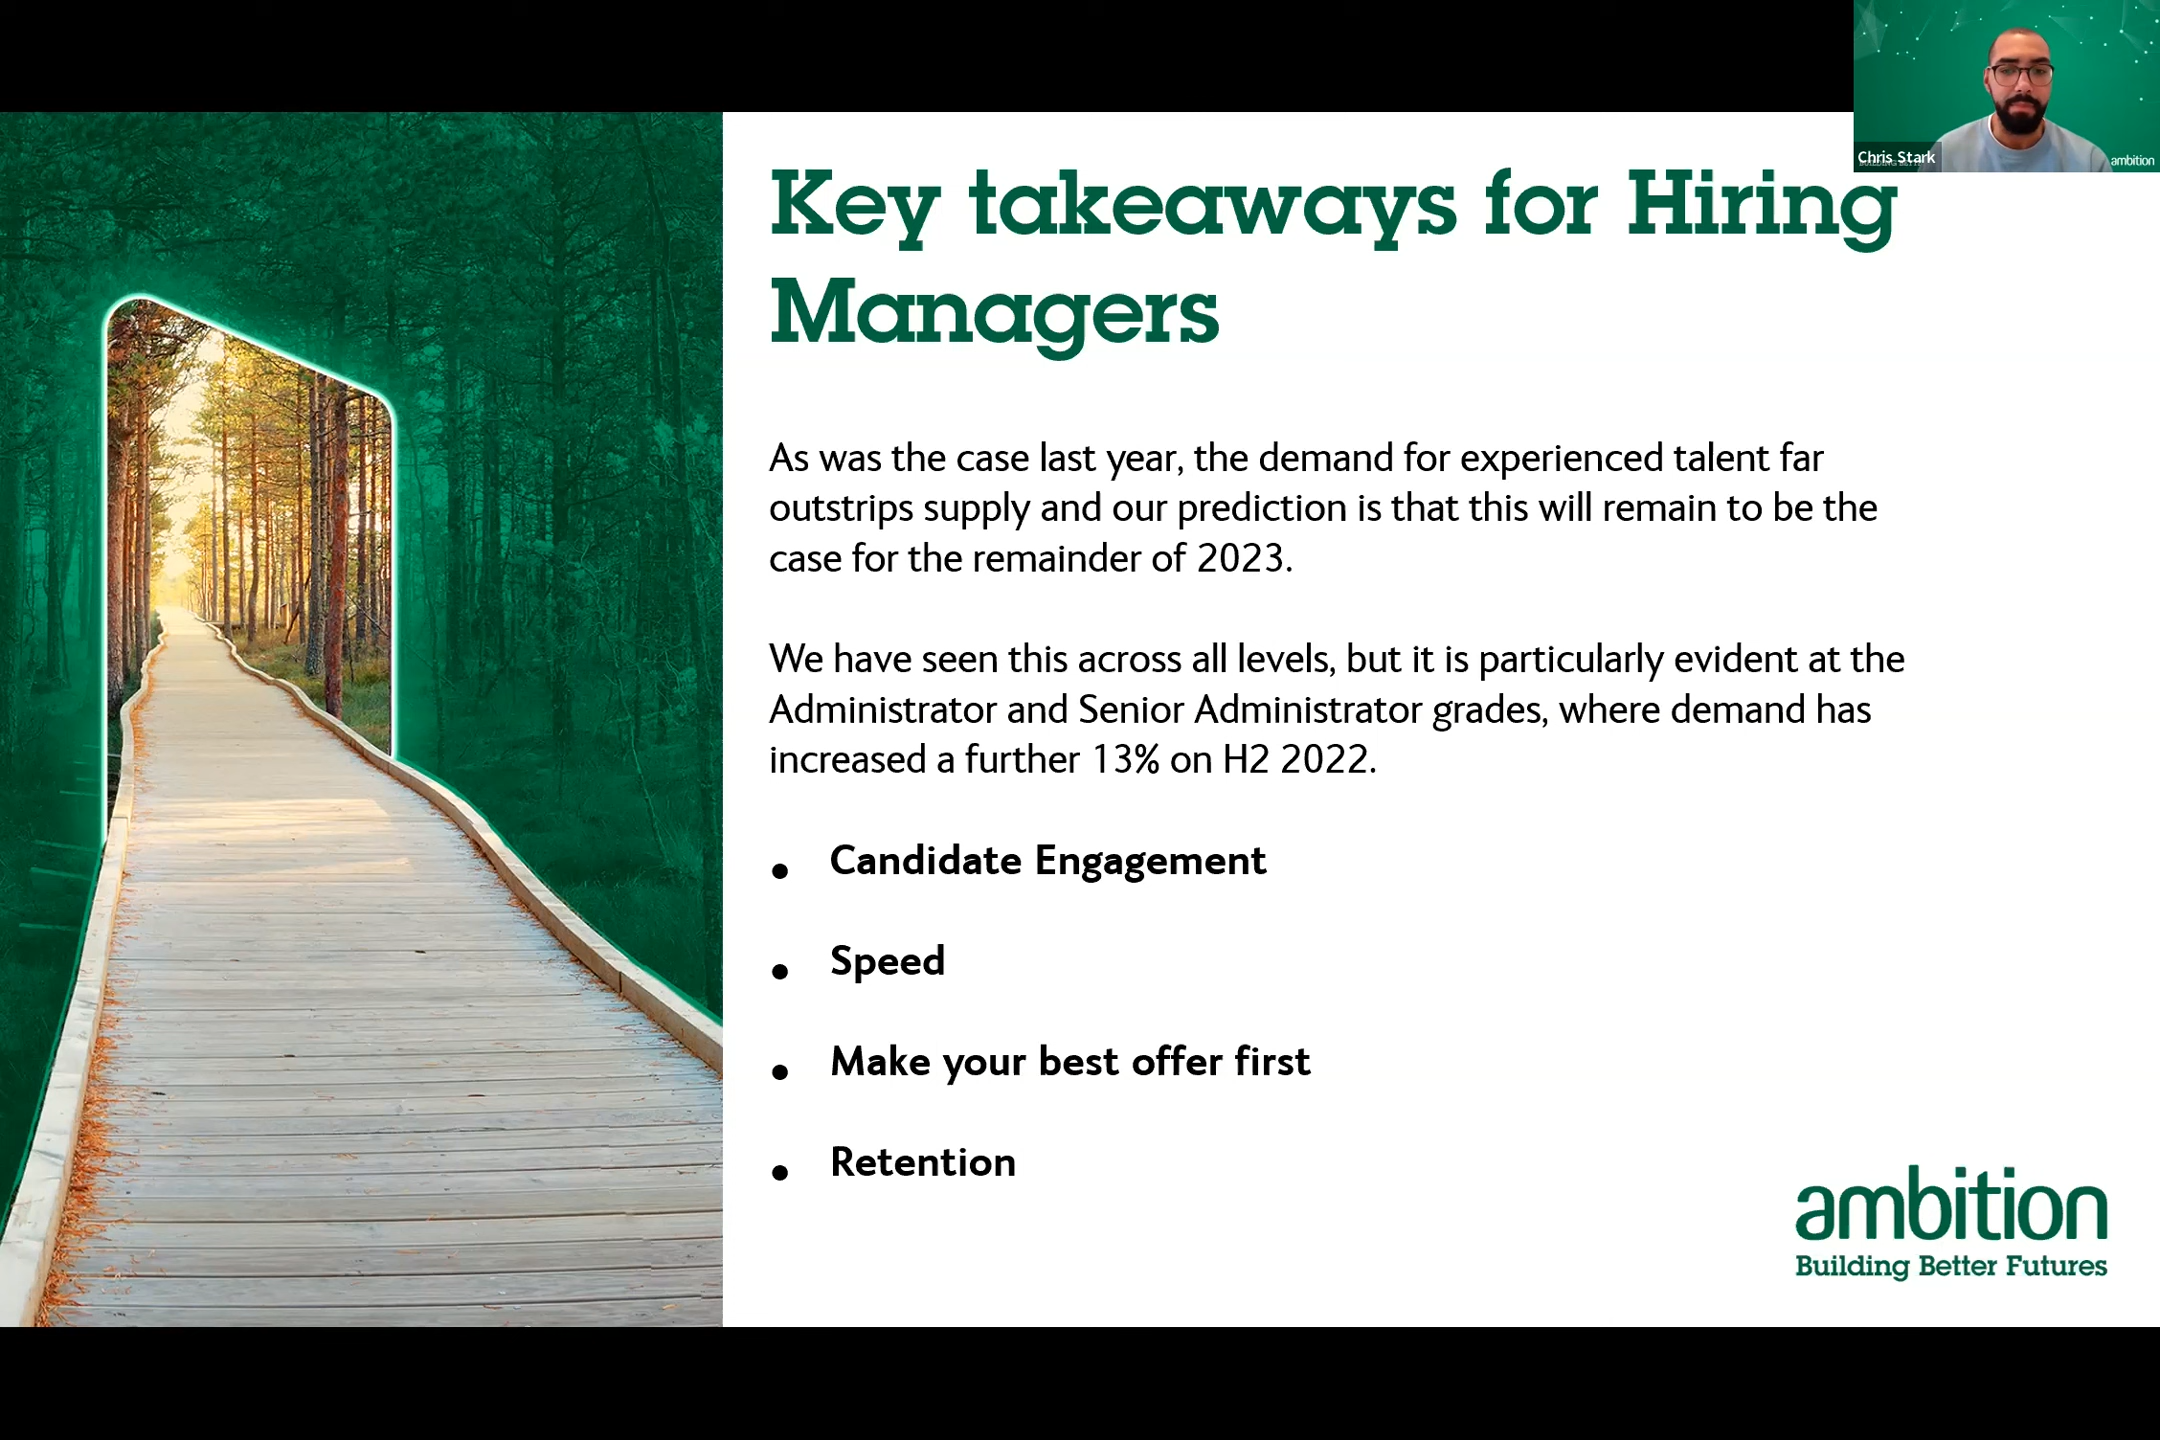 Chris Stark
ambition
Key takeaways for Hiring
Managers
As was the case last year, the demand for experienced talent far
outstrips supply and our prediction is that this will remain to be the
case for the remainder of 2023.
We have seen this across all levels, but it is particularly evident at the
Administrator and Senior Administrator grades, where demand has
increased a further 13% on H2 2022.
• Candidate Engagement
• Speed
• Make your best offer first
• Retention
ambition
Building Better Futures